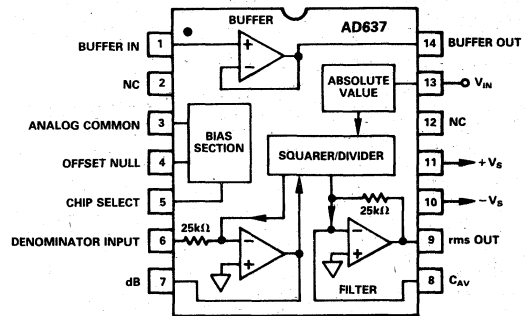 BUFFER
AD637
BUFFER IN 1
14 BUFFER OUT
NC 2
ABSOLUTE
VALUE
13 VIN
ANALOG COMMON 3
12 NC
BIAS
SECTION
OFFSET NULL 4
SQUARER/DIVIDER
11 +VS
CHIP SELECT 5
25kΩ
10 −VS
25kΩ
DENOMINATOR INPUT 6
9 rms OUT
dB 7
FILTER
8 CAV